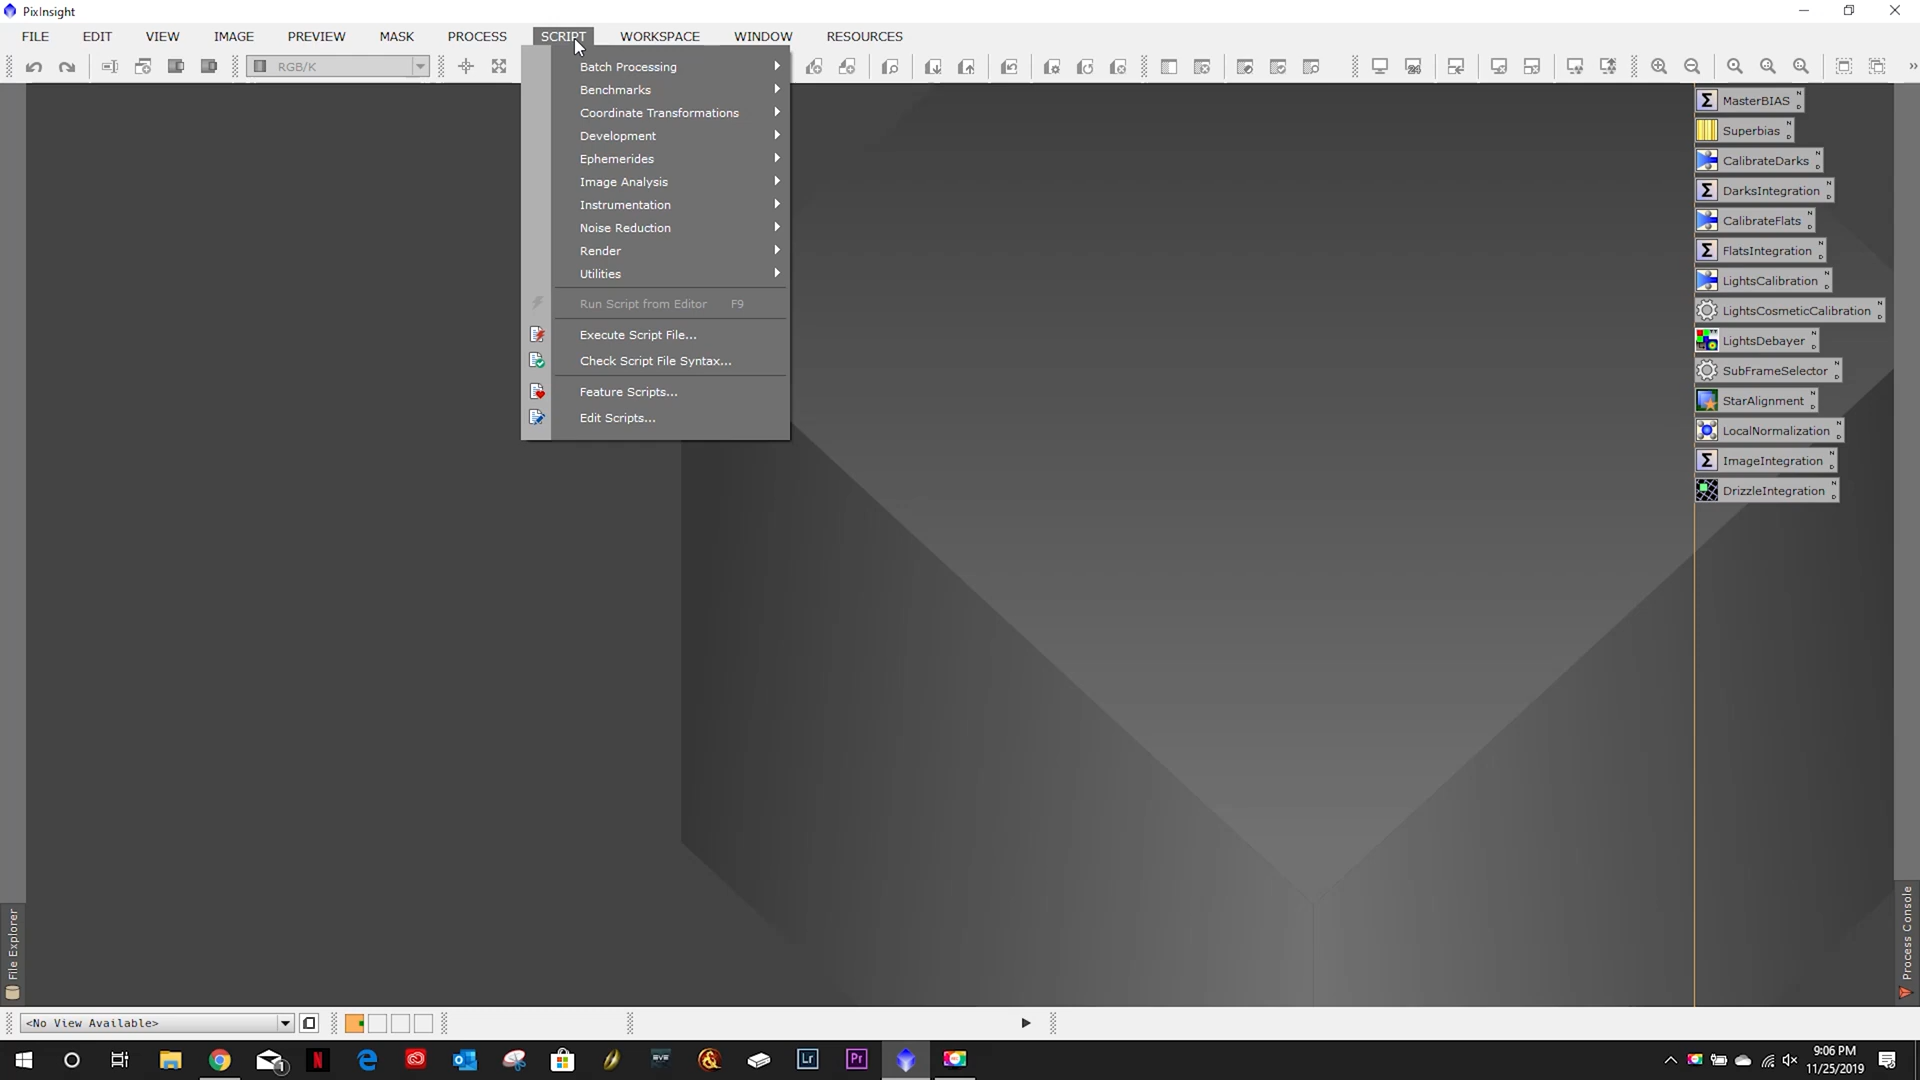 PixInsight
FILE EDIT VIEW IMAGE PREVIEW MASK PROCESS SCRIPT WORKSPACE WINDOW RESOURCES
RGB/K
Batch Processing
Benchmarks
Coordinate Transformations
Development
Ephemerides
Image Analysis
Instrumentation
Noise Reduction
Render
Utilities
Run Script from Editor F9
Execute Script File...
Check Script File Syntax...
Feature Scripts...
Edit Scripts...
MasterBIAS
Superbias
CalibrateDarks
DarksIntegration
CalibrateFlats
FlatsIntegration
LightsCalibration
LightsCosmeticCalibration
LightsDebayer
SubFrameSelector
StarAlignment
LocalNormalization
ImageIntegration
DrizzleIntegration
File Explorer
Process Console
<No View Available>
Lr
Pr
9:06 PM
11/25/2019